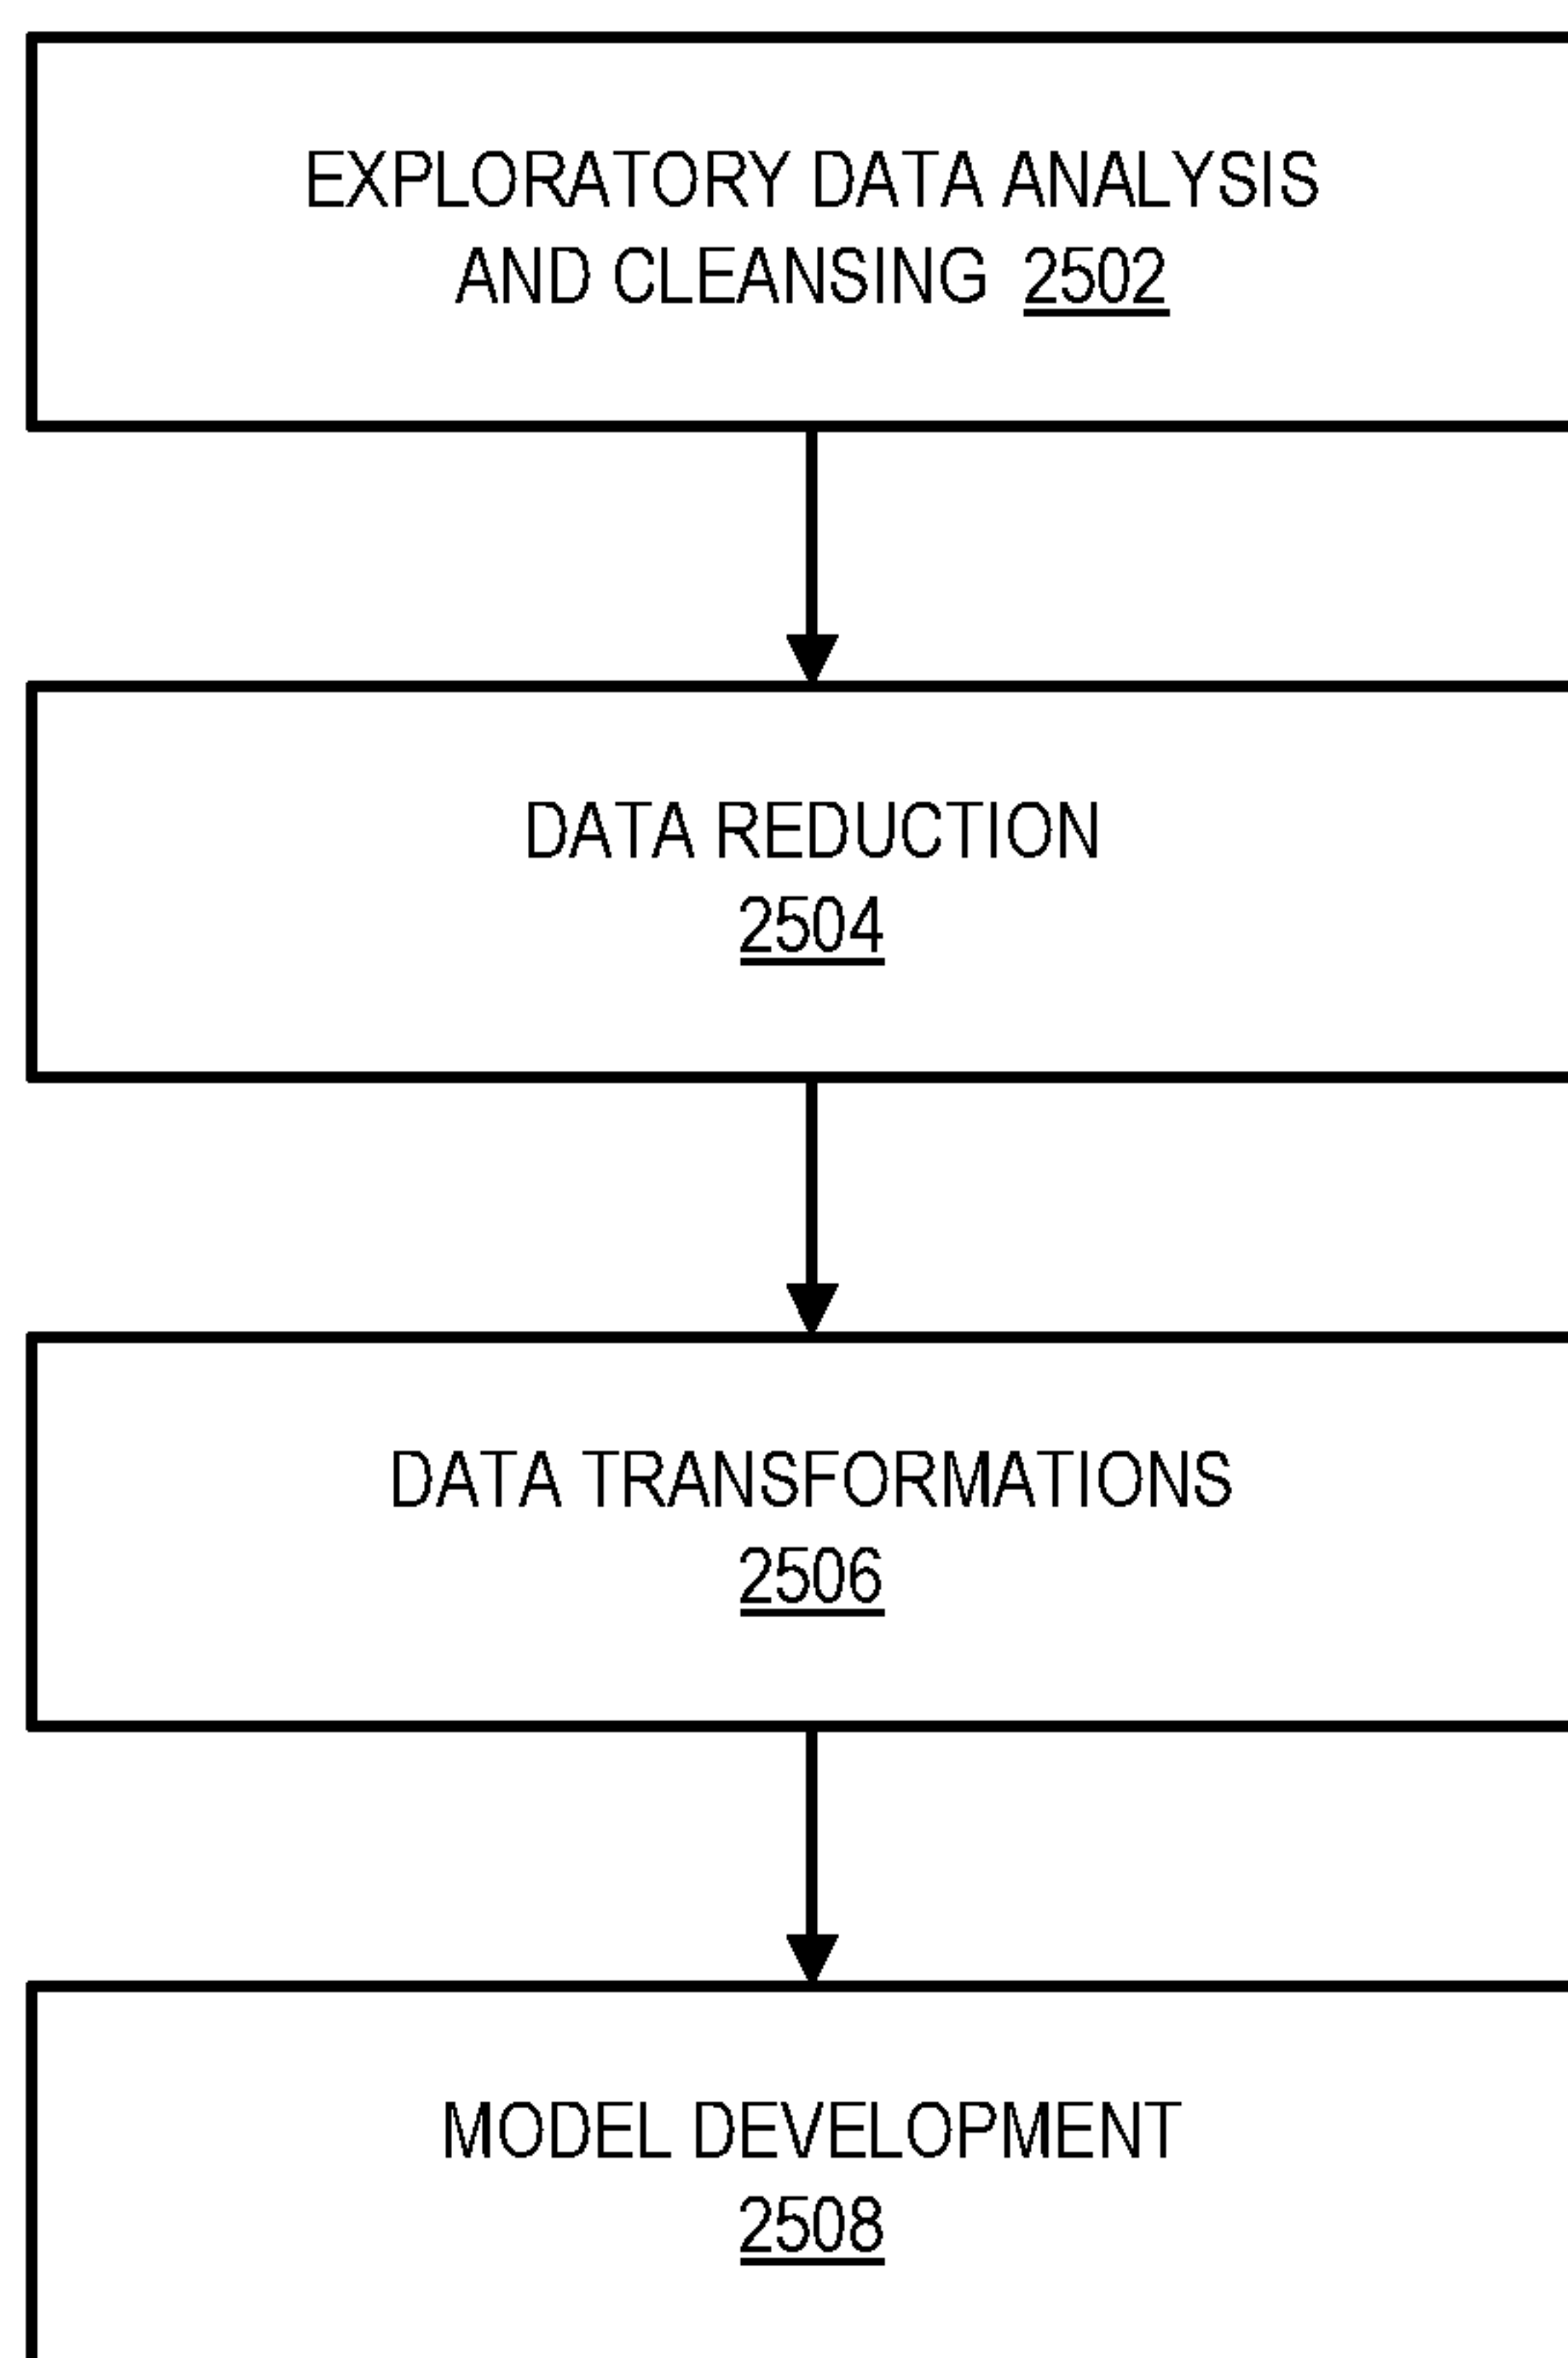 EXPLORATORY DATA ANALYSIS
AND CLEANSING 2502
DATA REDUCTION
2504
DATA TRANSFORMATIONS
2506
MODEL DEVELOPMENT
2508